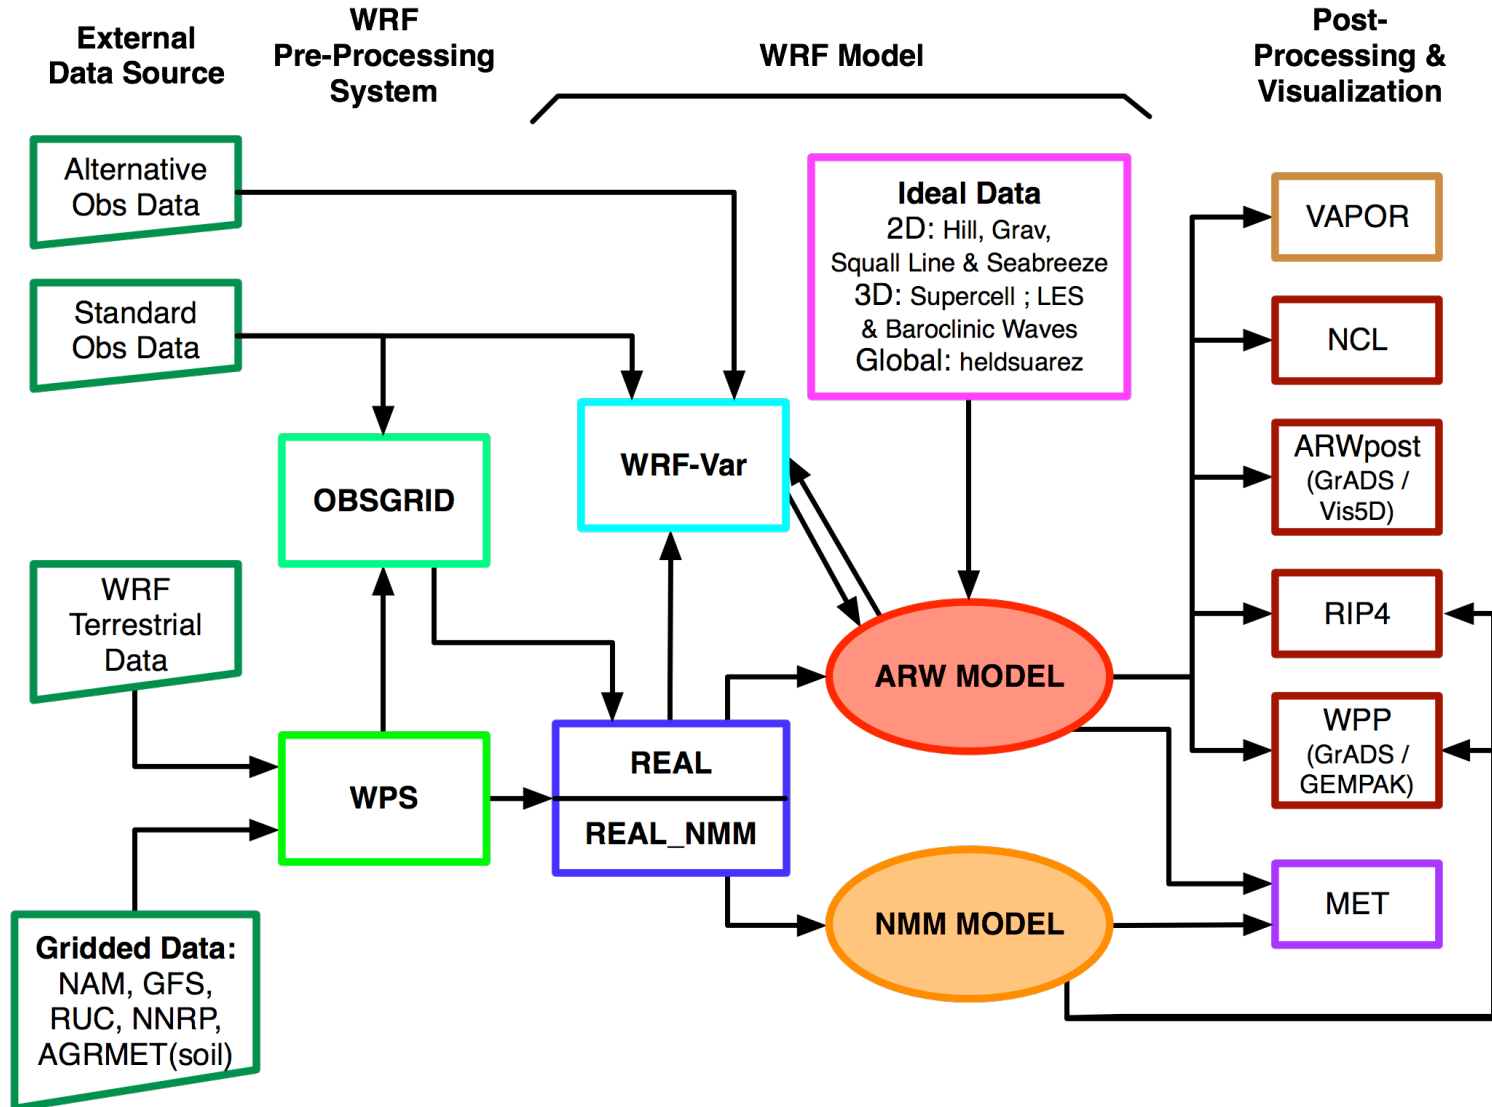 External
Data Source
WRF
Pre-Processing
System
WRF Model
Post-
Processing &
Visualization
Alternative
Obs Data
Standard
Obs Data
WRF
Terrestrial
Data
Gridded Data:
NAM, GFS,
RUC, NNRP,
AGRMET(soil)
OBSGRID
WPS
WRF-Var
REAL
REAL_NMM
Ideal Data
2D: Hill, Grav,
Squall Line & Seabreeze
3D: Supercell ; LES
& Baroclinic Waves
Global: heldsuarez
ARW MODEL
NMM MODEL
VAPOR
NCL
ARWpost
(GrADS /
Vis5D)
RIP4
WPP
(GrADS /
GEMPAK)
MET